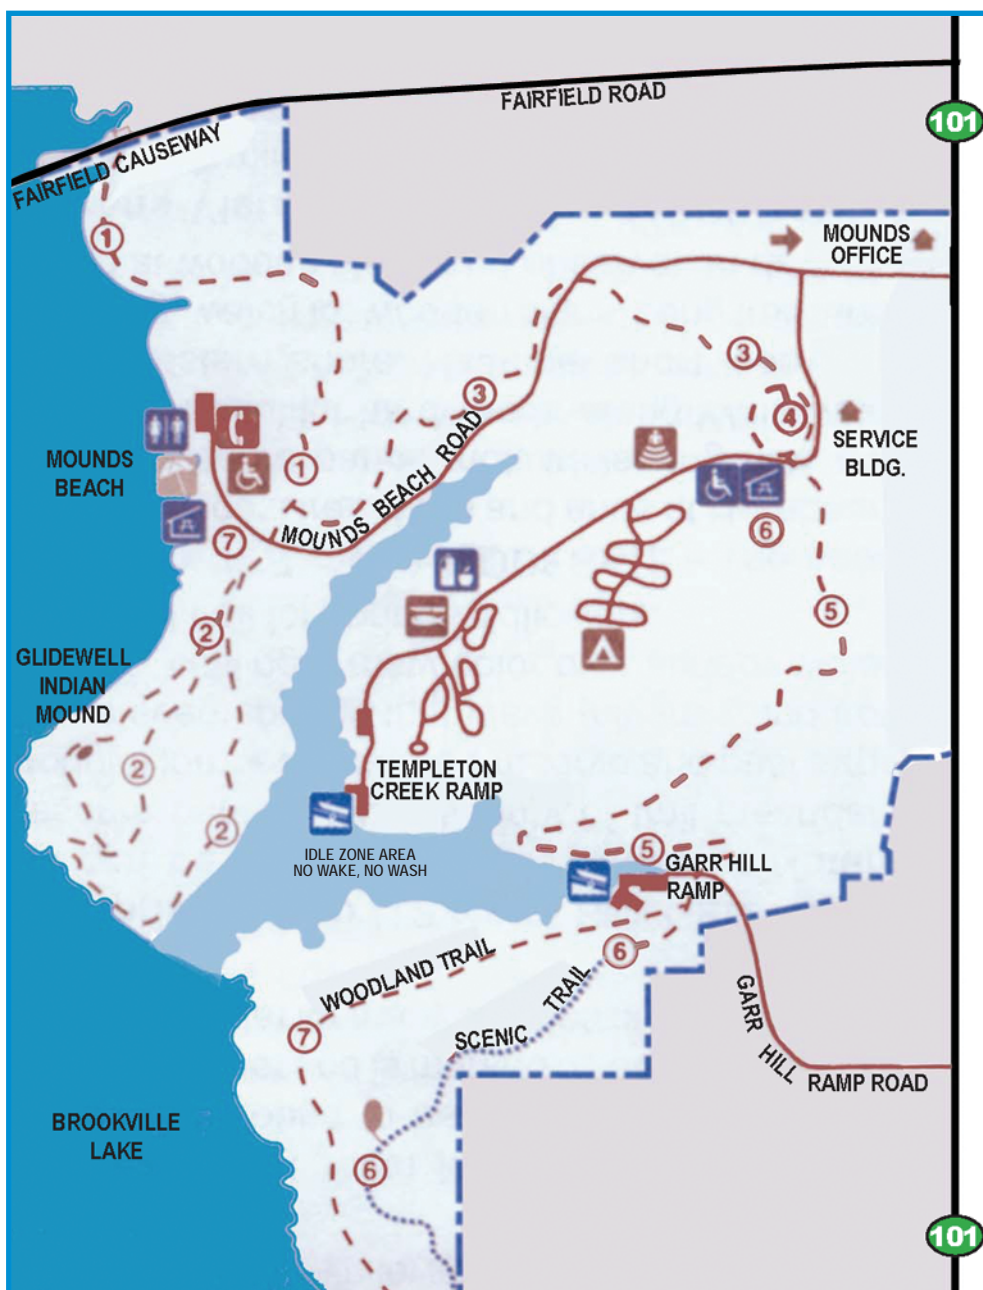 FAIRFIELD ROAD
101
FAIRFIELD CAUSEWAY
1
MOUNDS
OFFICE
3
3
4
SERVICE
BLDG.
MOUNDS
BEACH
1
MOUNDS BEACH ROAD
7
6
5
2
GLIDEWELL
INDIAN
MOUND
2
TEMPLETON
CREEK RAMP
2
IDLE ZONE AREA
NO WAKE, NO WASH
5
GARR HILL
RAMP
6
WOODLAND TRAIL
SCENIC TRAIL
7
GARR HILL
RAMP ROAD
BROOKVILLE
LAKE
6
101